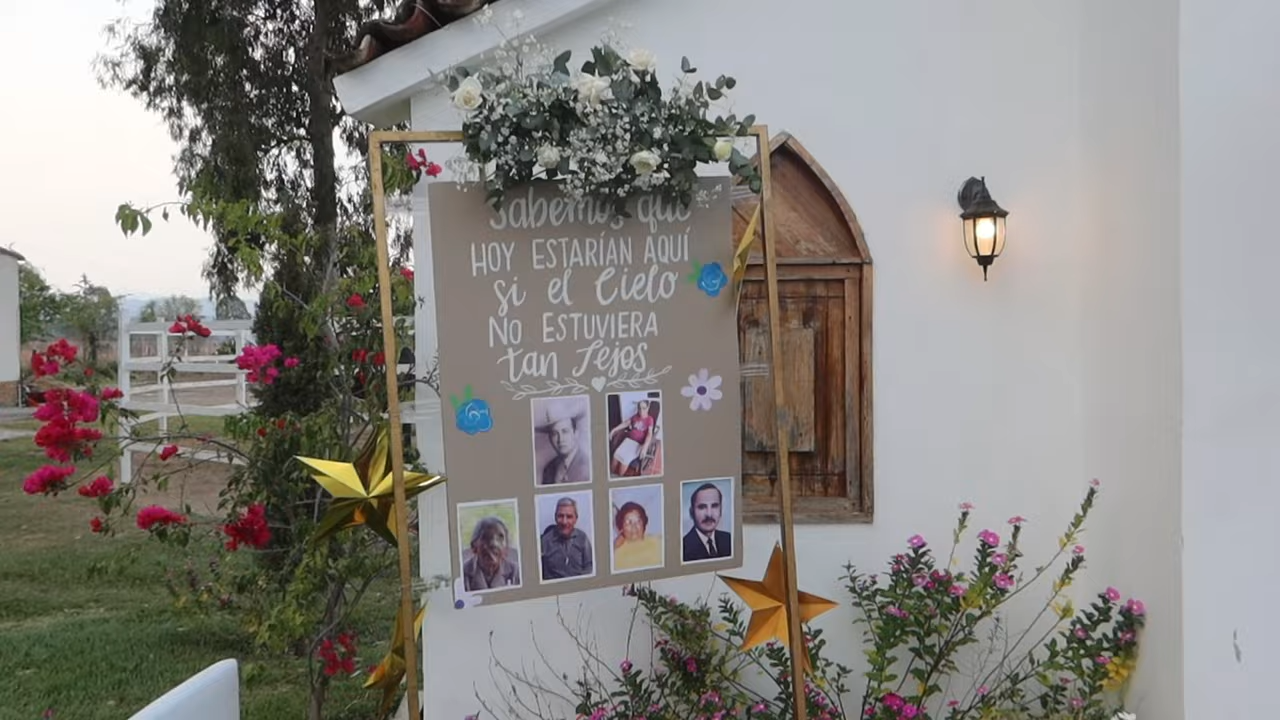 Sabemos que
HOY ESTARÍAN AQUÍ
si el Cielo
NO ESTUVIERA
tan lejos